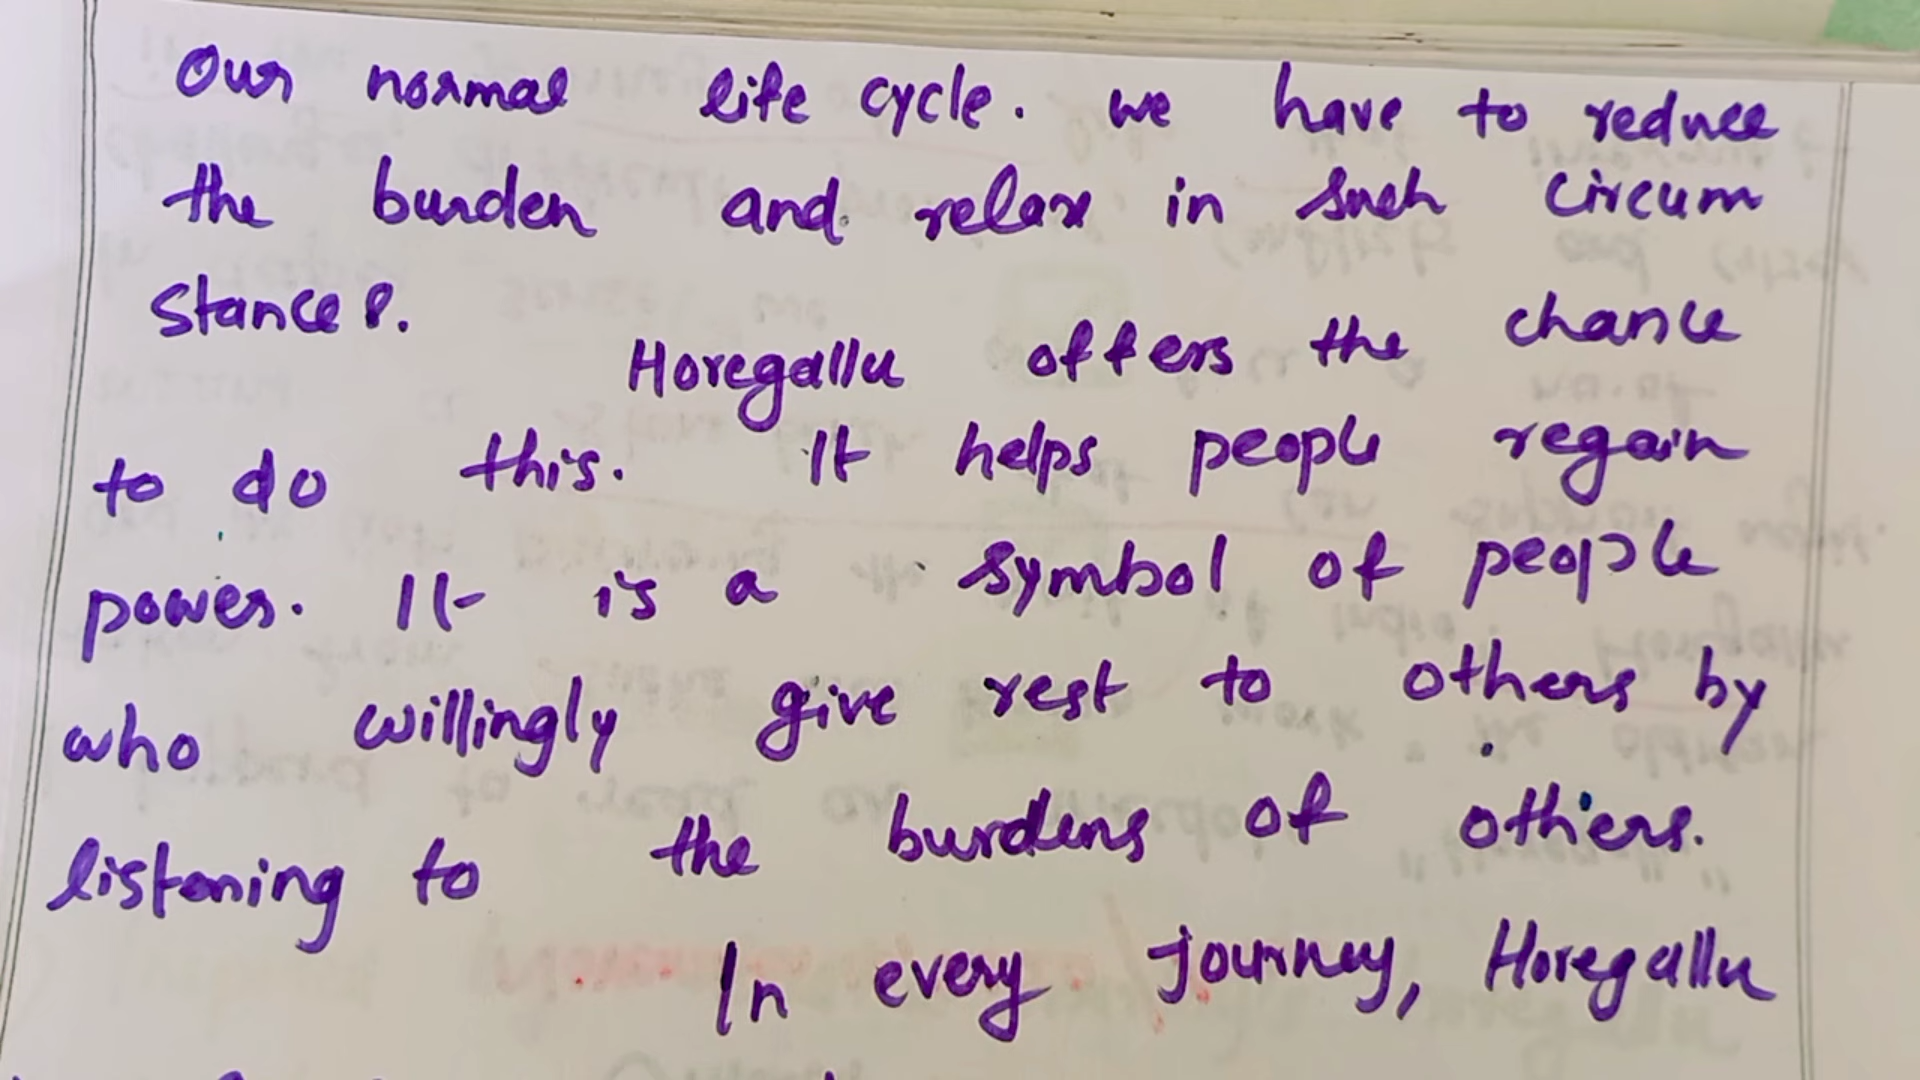 Our normal life cycle. we have to reduce
the burden and relax in such circum
stances.
Horegallu offers the chance
to do this. It helps people regain
power. It is a symbol of people
who willingly give rest to others by
listening to the burdens of others.
In every journey, Horegallu